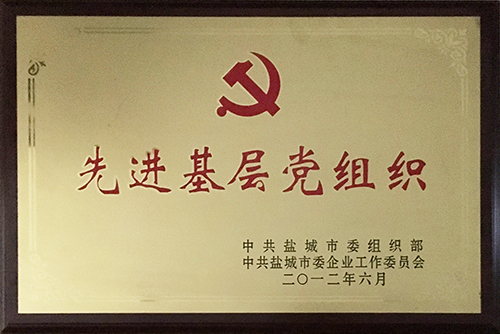 先进基层党组织
中共盐城市委组织部
中共盐城市委企业工作委员会
二〇一二年六月